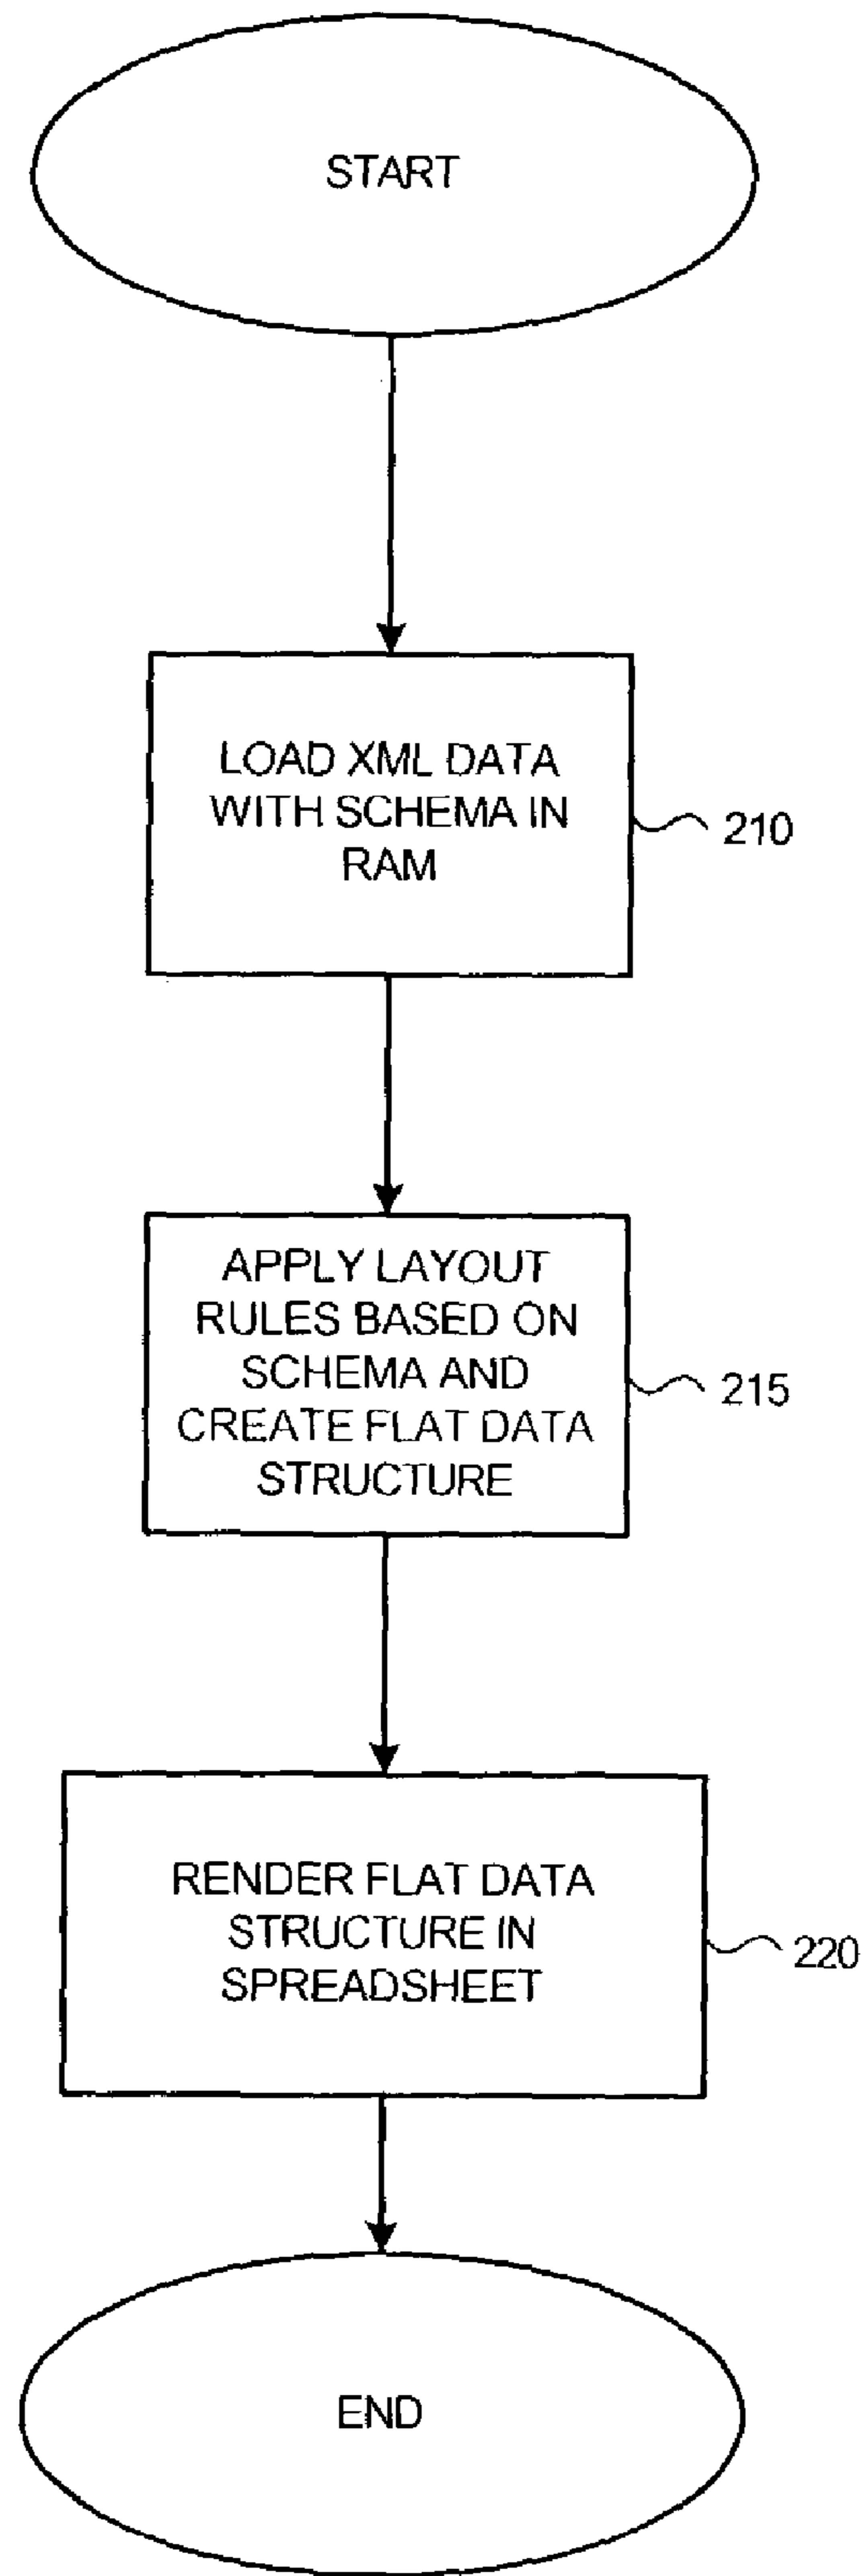 START
LOAD XML DATA
WITH SCHEMA IN
RAM
210
APPLY LAYOUT
RULES BASED ON
SCHEMA AND
CREATE FLAT DATA
STRUCTURE
215
RENDER FLAT DATA
STRUCTURE IN
SPREADSHEET
220
END